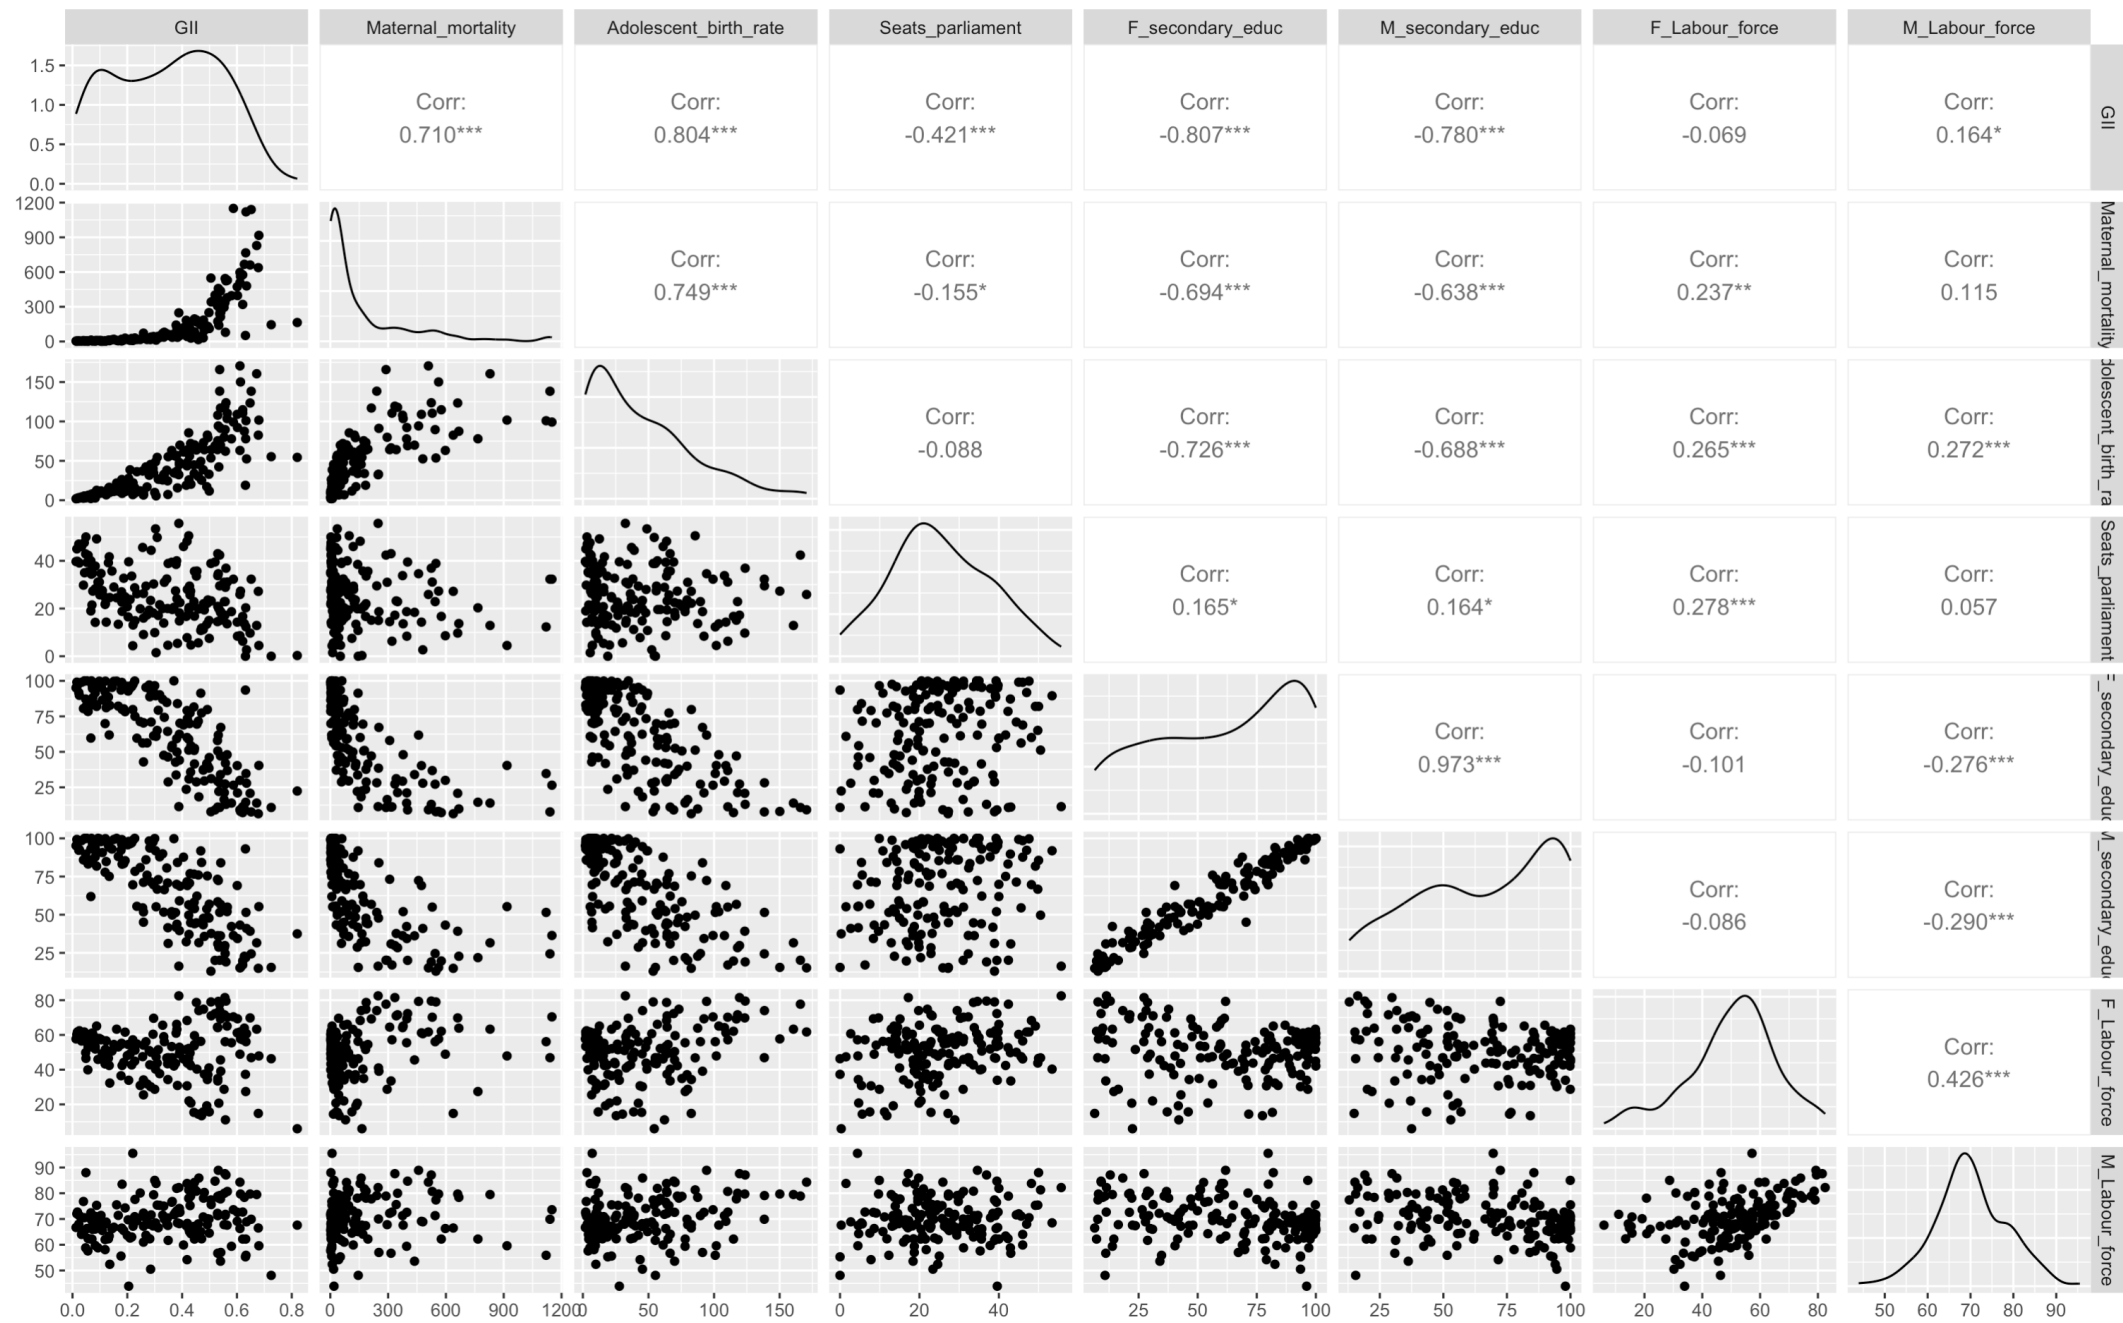 GII Maternal_mortality Adolescent_birth_rate Seats_parliament F_secondary_educ M_secondary_educ F_Labour_force M_Labour_force
1.5
1.0
0.5
0.0
Corr: Corr: Corr: Corr: Corr: Corr: Corr:
0.710*** 0.804*** -0.421*** -0.807*** -0.780*** -0.069 0.164*
GII
1200
900
600
300
0
Corr: Corr: Corr: Corr: Corr: Corr:
0.749*** -0.155* -0.694*** -0.638*** 0.237** 0.115
Maternal_mortality
150
100
50
0
Corr: Corr: Corr: Corr: Corr:
-0.088 -0.726*** -0.688*** 0.265*** 0.272***
dolescent_birth_ra
40
20
0
Corr: Corr: Corr: Corr:
0.165* 0.164* 0.278*** 0.057
Seats_parliament
100
75
50
25
Corr: Corr: Corr:
0.973*** -0.101 -0.276***
F_secondary_educ
100
75
50
25
Corr: Corr:
-0.086 -0.290***
M_secondary_educ
80
60
40
20
Corr:
0.426***
F_Labour_force
90
80
70
60
50
M_Labour_force
0.0 0.2 0.4 0.6 0.8 0 300 600 900 1200 0 50 100 150 0 20 40 25 50 75 100 25 50 75 100 20 40 60 80 50 60 70 80 90